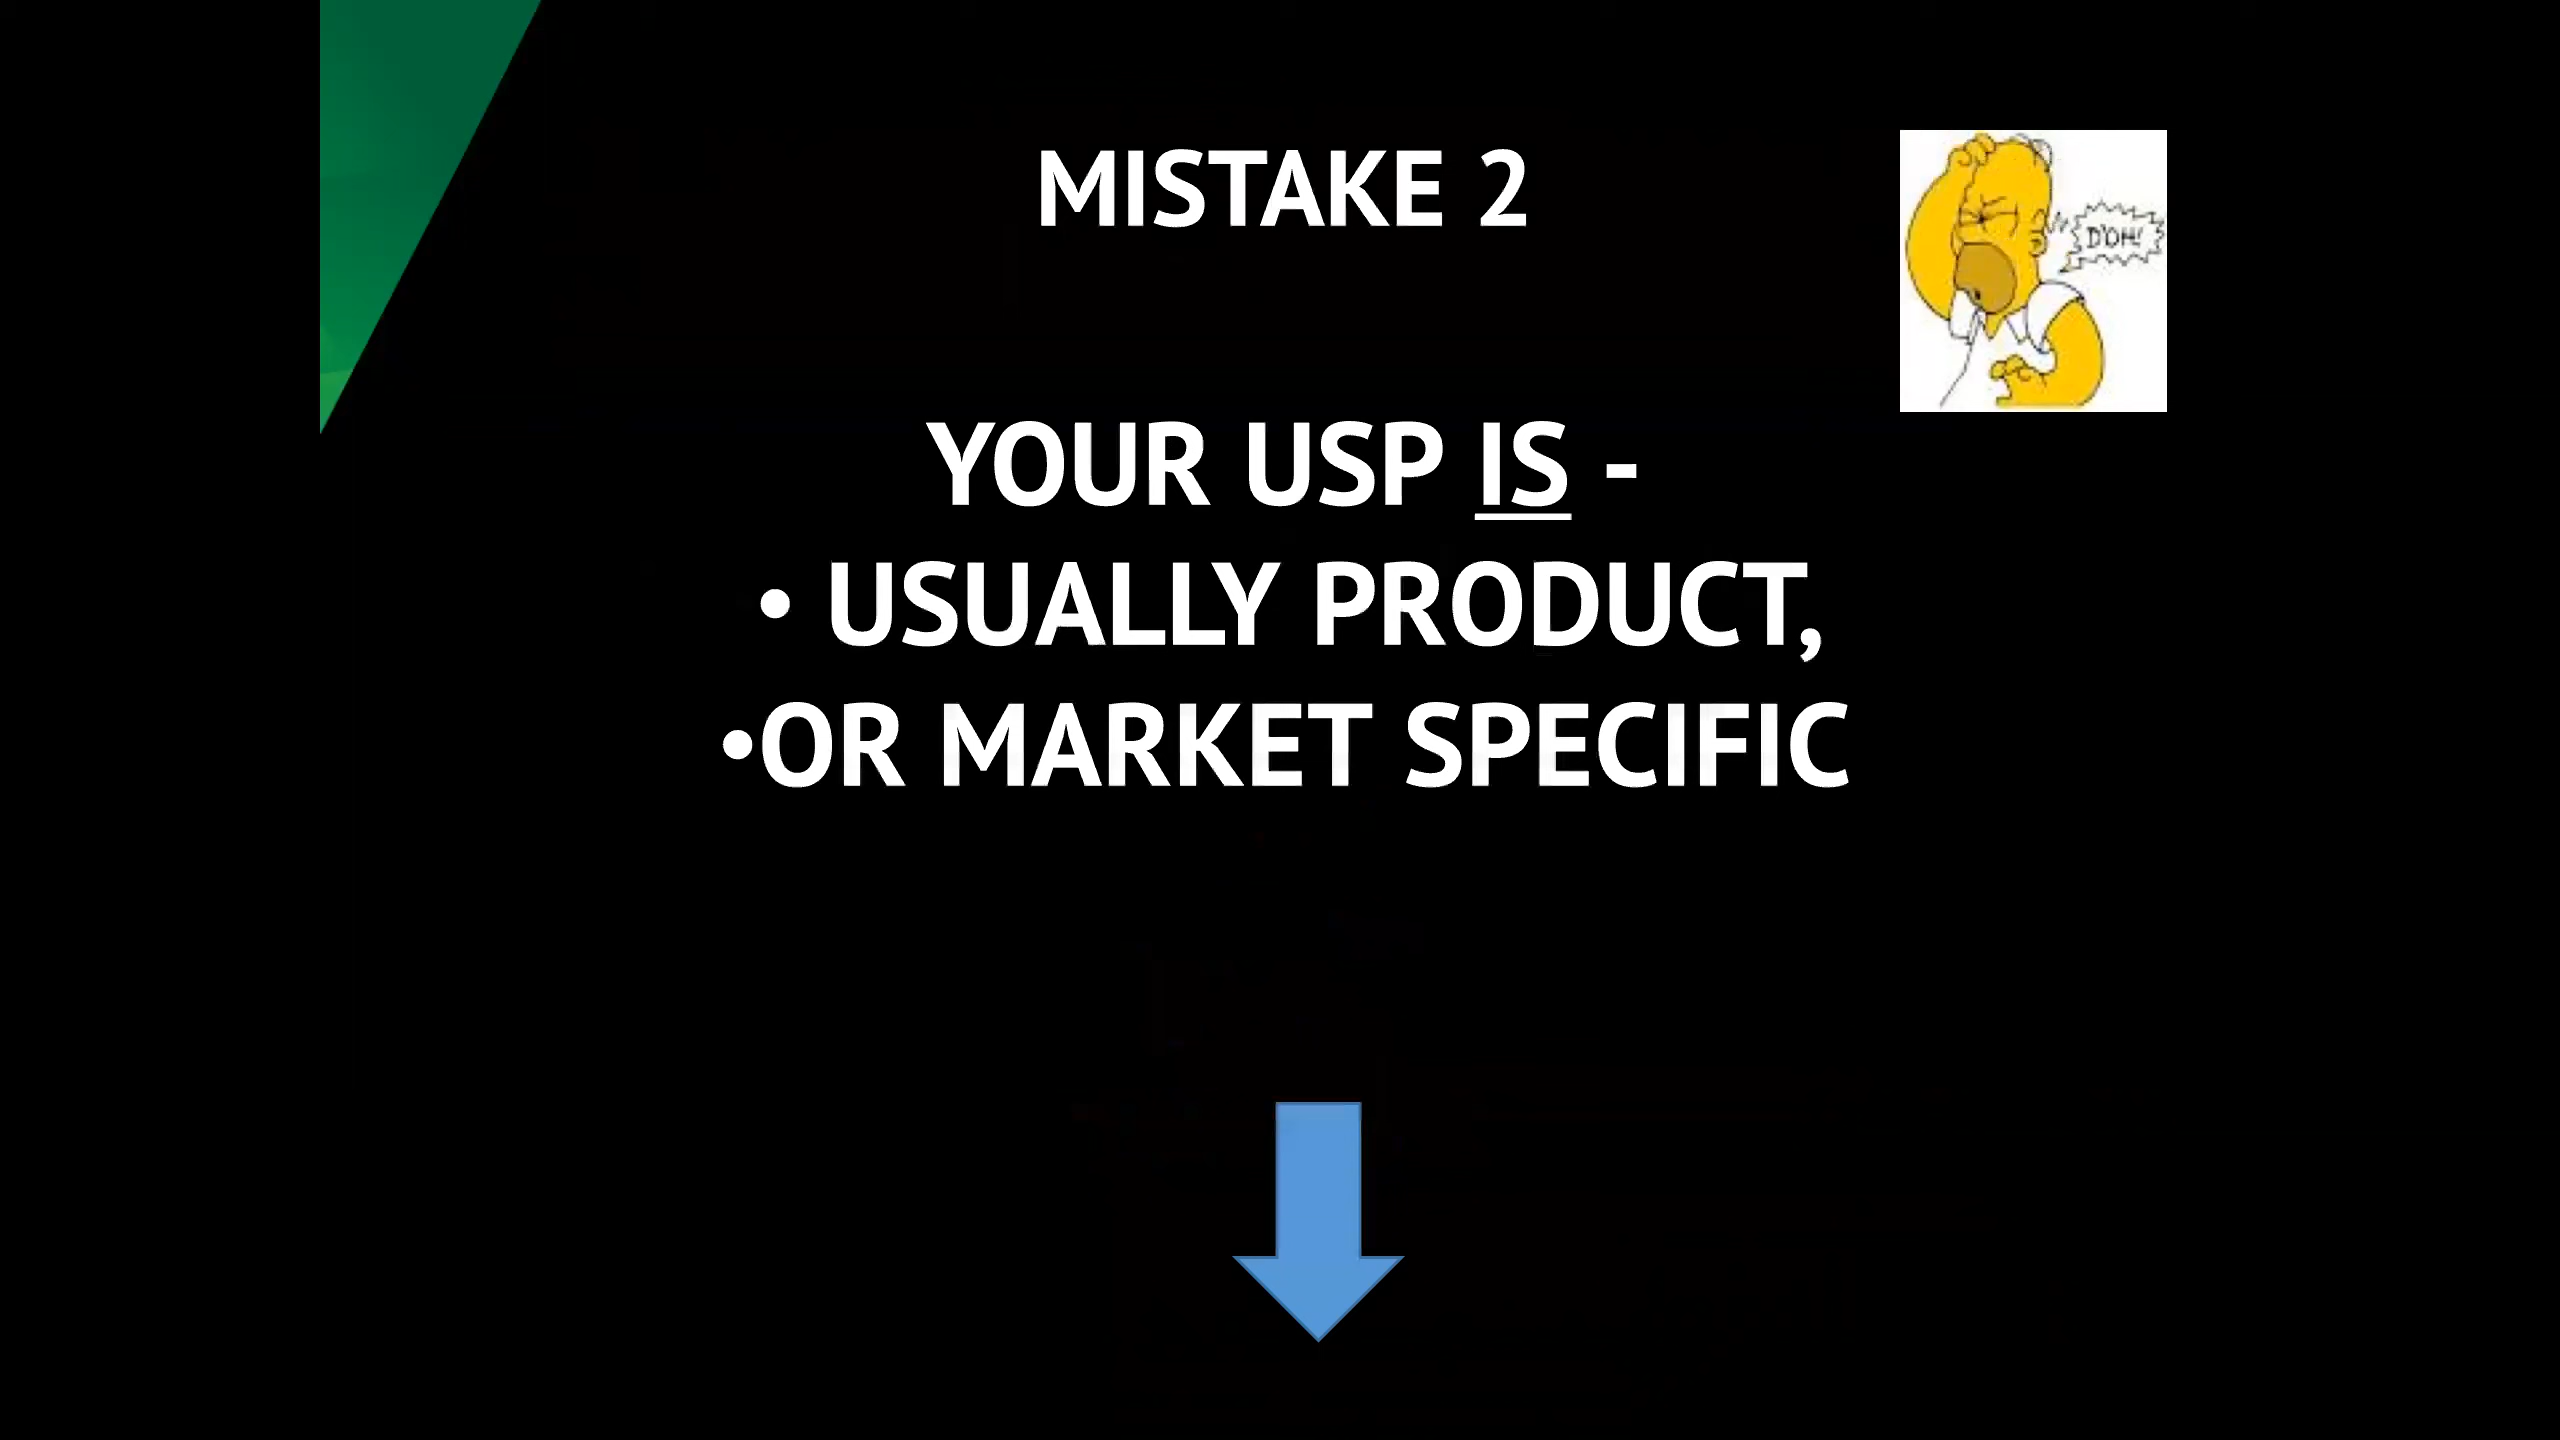 MISTAKE 2
D'OH!
YOUR USP IS -
• USUALLY PRODUCT,
•OR MARKET SPECIFIC